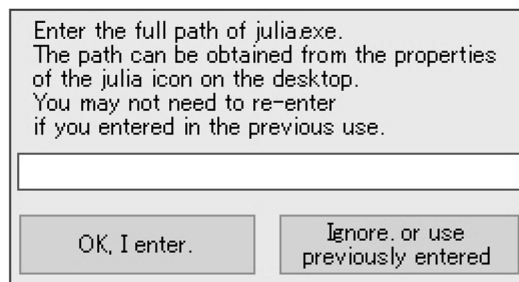 Enter the full path of julia.exe.
The path can be obtained from the properties
of the julia icon on the desktop.
You may not need to re-enter
if you entered in the previous use.
OK, I enter.
Ignore. or use
previously entered